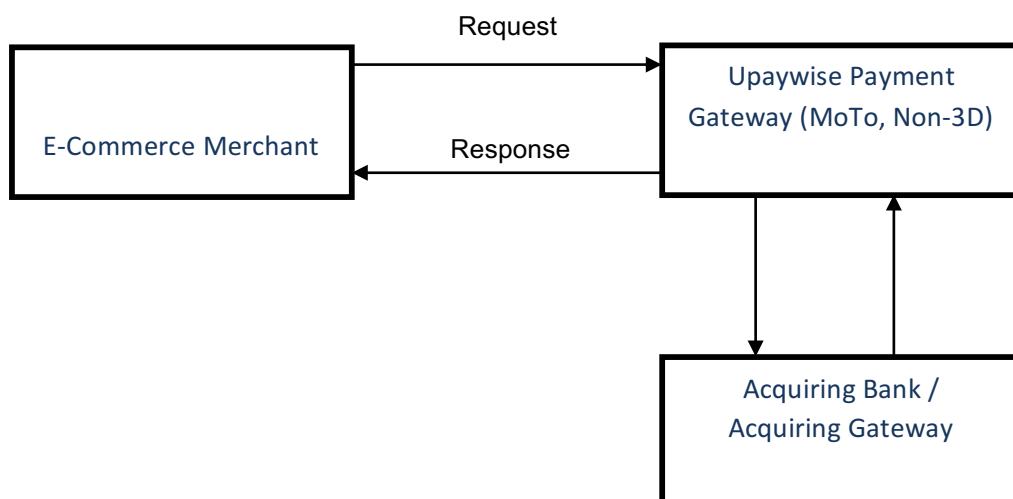 Request
Upaywise Payment
Gateway (MoTo, Non-3D)
E-Commerce Merchant
Response
Acquiring Bank /
Acquiring Gateway